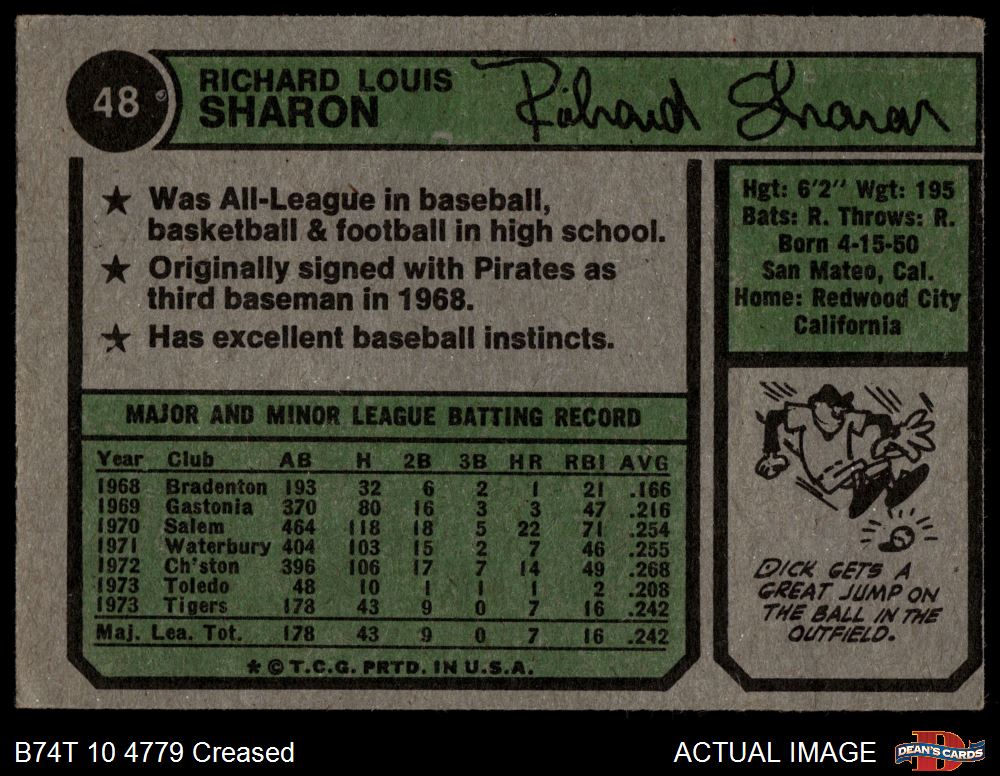 48
RICHARD LOUIS
SHARON
Richard Sharon
★ Was All-League in baseball,
basketball & football in high school.
★ Originally signed with Pirates as
third baseman in 1968.
★ Has excellent baseball instincts.
Hgt: 6'2" Wgt: 195
Bats: R. Throws: R.
Born 4-15-50
San Mateo, Cal.
Home: Redwood City
California
MAJOR AND MINOR LEAGUE BATTING RECORD
Year Club AB H 2B 3B HR RBI AVG
1968 Bradenton 193 32 6 2 1 21 .166
1969 Gastonia 370 80 16 3 3 47 .216
1970 Salem 464 118 18 5 22 71 .254
1971 Waterbury 404 103 15 2 7 46 .255
1972 Ch'ston 396 106 17 7 14 49 .268
1973 Toledo 48 10 1 1 1 2 .208
1973 Tigers 178 43 9 0 7 16 .242
Maj. Lea. Tot. 178 43 9 0 7 16 .242
* © T.C.G. PRTD. IN U.S.A.
DICK GETS A
GREAT JUMP ON
THE BALL IN THE
OUTFIELD.
B74T 10 4779 Creased
ACTUAL IMAGE
D
DEAN'S CARDS